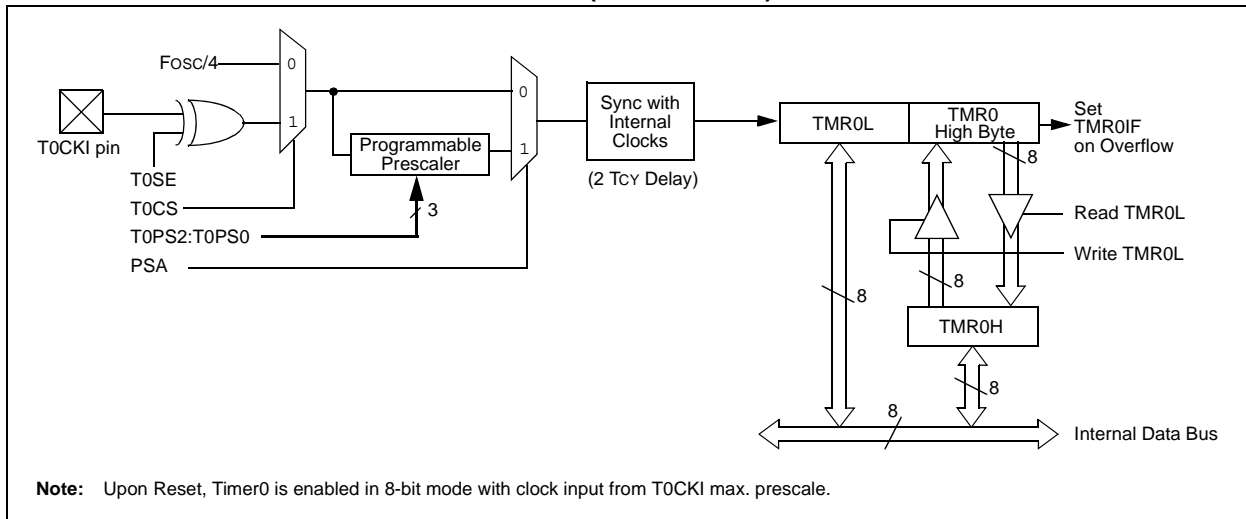 FOSC/4
0
1
T0CKI pin
T0SE
T0CS
T0PS2:T0PS0
PSA
Programmable
Prescaler
3
0
1
Sync with
Internal
Clocks
(2 TCY Delay)
TMR0L
TMR0
High Byte
Set
TMR0IF
on Overflow
8
Read TMR0L
Write TMR0L
8
8
TMR0H
8
8
Internal Data Bus
Note: Upon Reset, Timer0 is enabled in 8-bit mode with clock input from T0CKI max. prescale.